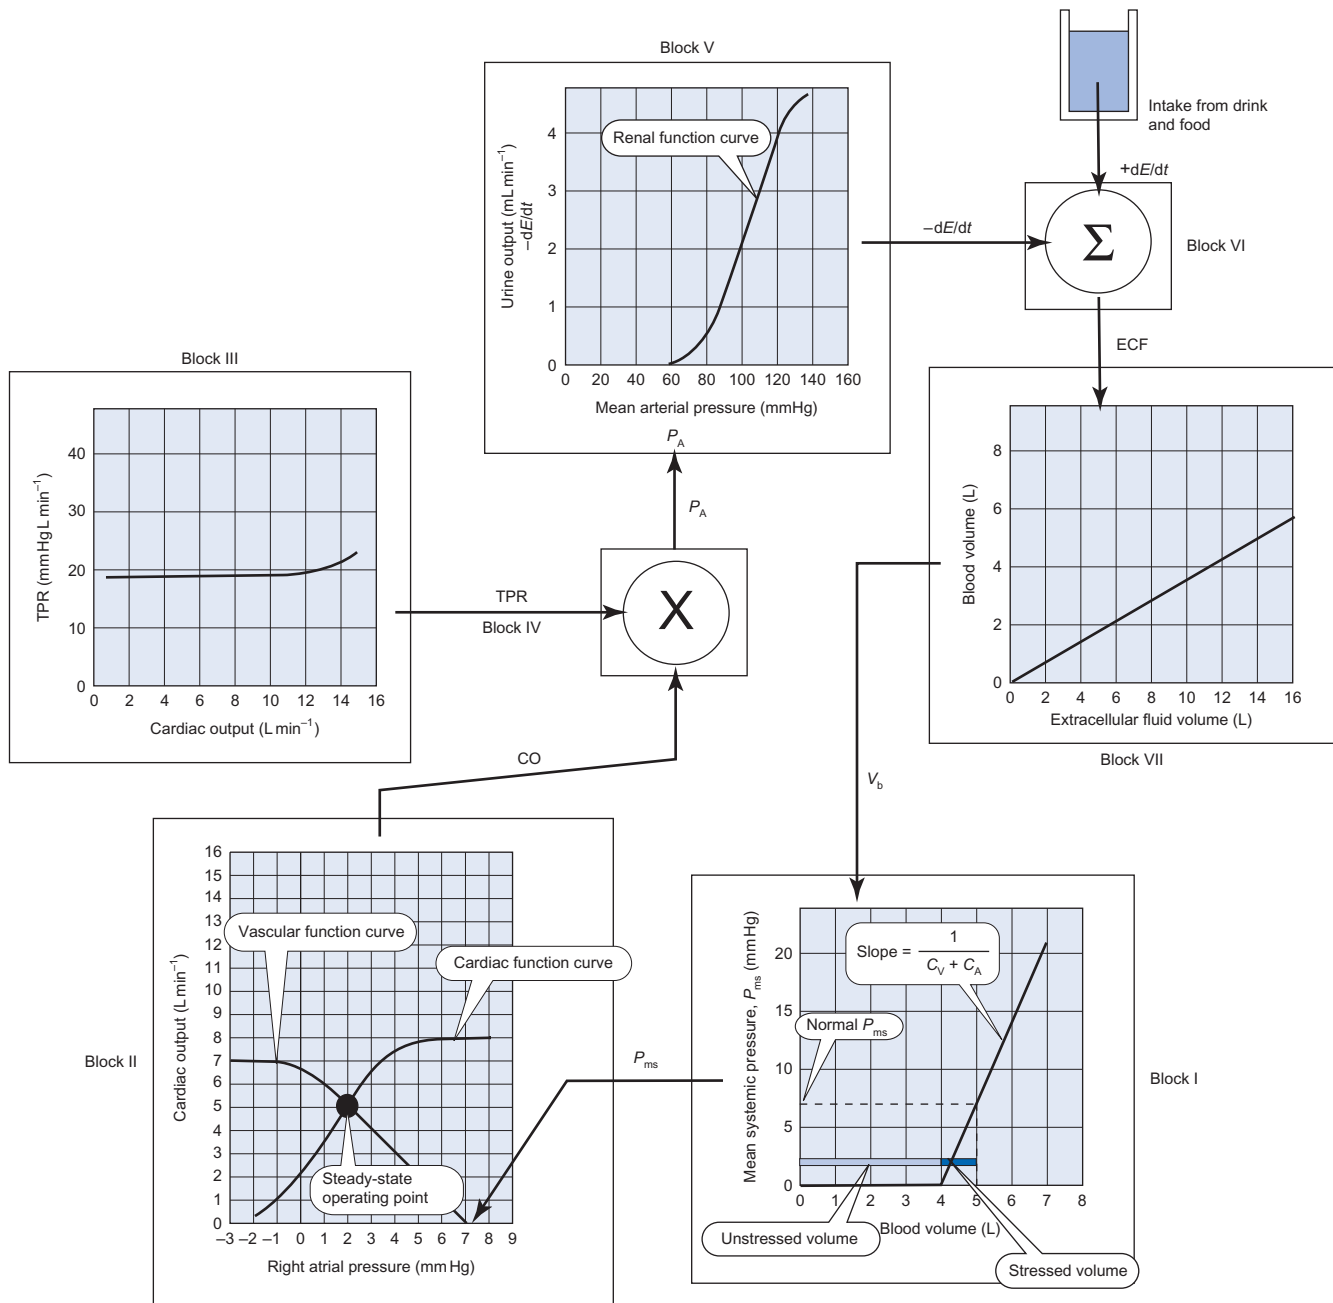 Block V
Urine output (mL min⁻¹)
−dE/dt
4
3
2
1
0
Renal function curve
0 20 40 60 80 100 120 140 160
Mean arterial pressure (mmHg)
P_A
P_A
Intake from drink
and food
+dE/dt
−dE/dt
Σ
Block VI
ECF
Block III
TPR (mmHg L min⁻¹)
40
30
20
10
0
0 2 4 6 8 10 12 14 16
Cardiac output (L min⁻¹)
TPR
Block IV
X
CO
Blood volume (L)
8
6
4
2
0
0 2 4 6 8 10 12 14 16
Extracellular fluid volume (L)
Block VII
V_b
Block II
Cardiac output (L min⁻¹)
16
15
14
13
12
11
16
10
9
8
7
6
5
4
3
2
1
0
Vascular function curve
Cardiac function curve
Steady-state
operating point
−3 −2 −1 0 1 2 3 4 5 6 7 8 9
Right atrial pressure (mm Hg)
P_ms
Block I
Mean systemic pressure, P_ms (mmHg)
20
15
10
5
0
Slope = 1 / (C_V + C_A)
Normal P_ms
0 1 2 3 4 5 6 7 8
Blood volume (L)
Unstressed volume
Stressed volume